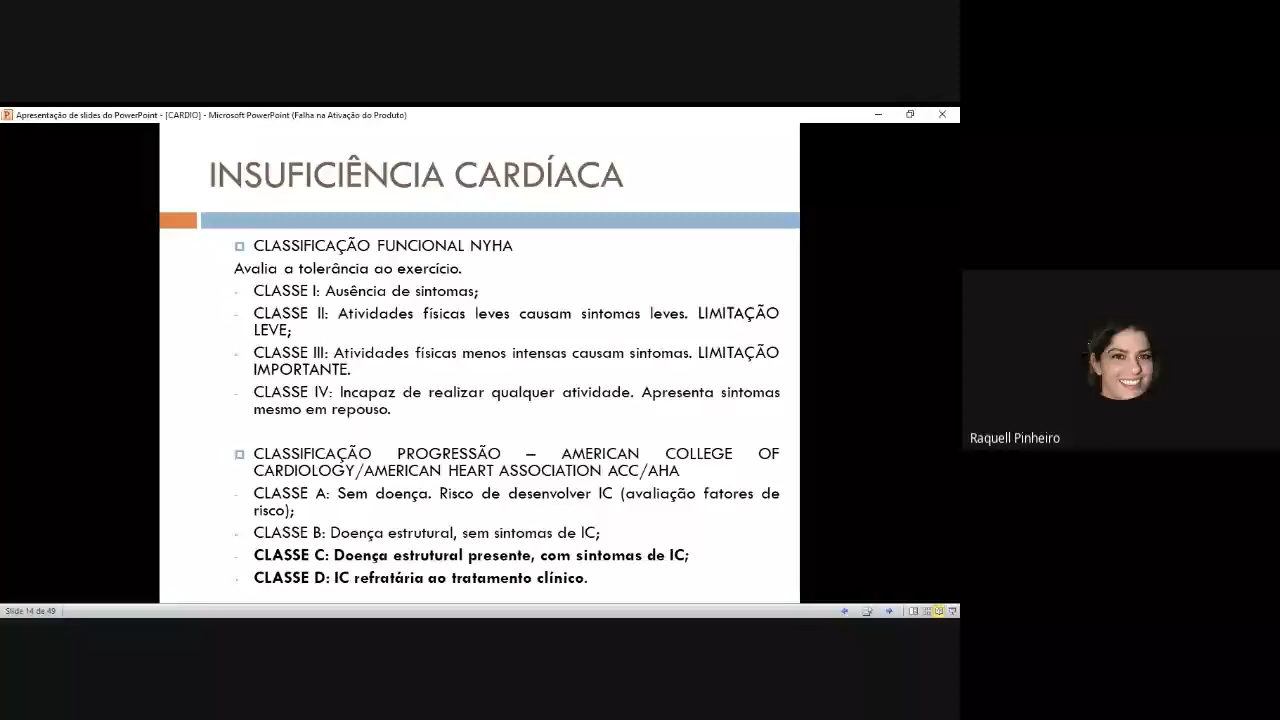 Apresentação de slides do PowerPoint - [CARDIO] - Microsoft PowerPoint (Falha na Ativação do Produto)
INSUFICIÊNCIA CARDÍACA
CLASSIFICAÇÃO FUNCIONAL NYHA
Avalia a tolerância ao exercício.
- CLASSE I: Ausência de sintomas;
- CLASSE II: Atividades físicas leves causam sintomas leves. LIMITAÇÃO
LEVE;
- CLASSE III: Atividades físicas menos intensas causam sintomas. LIMITAÇÃO
IMPORTANTE.
- CLASSE IV: Incapaz de realizar qualquer atividade. Apresenta sintomas
mesmo em repouso.
CLASSIFICAÇÃO PROGRESSÃO – AMERICAN COLLEGE OF
CARDIOLOGY/AMERICAN HEART ASSOCIATION ACC/AHA
- CLASSE A: Sem doença. Risco de desenvolver IC (avaliação fatores de
risco);
- CLASSE B: Doença estrutural, sem sintomas de IC;
- CLASSE C: Doença estrutural presente, com sintomas de IC;
- CLASSE D: IC refratária ao tratamento clínico.
Slide 14 de 49
Raquell Pinheiro